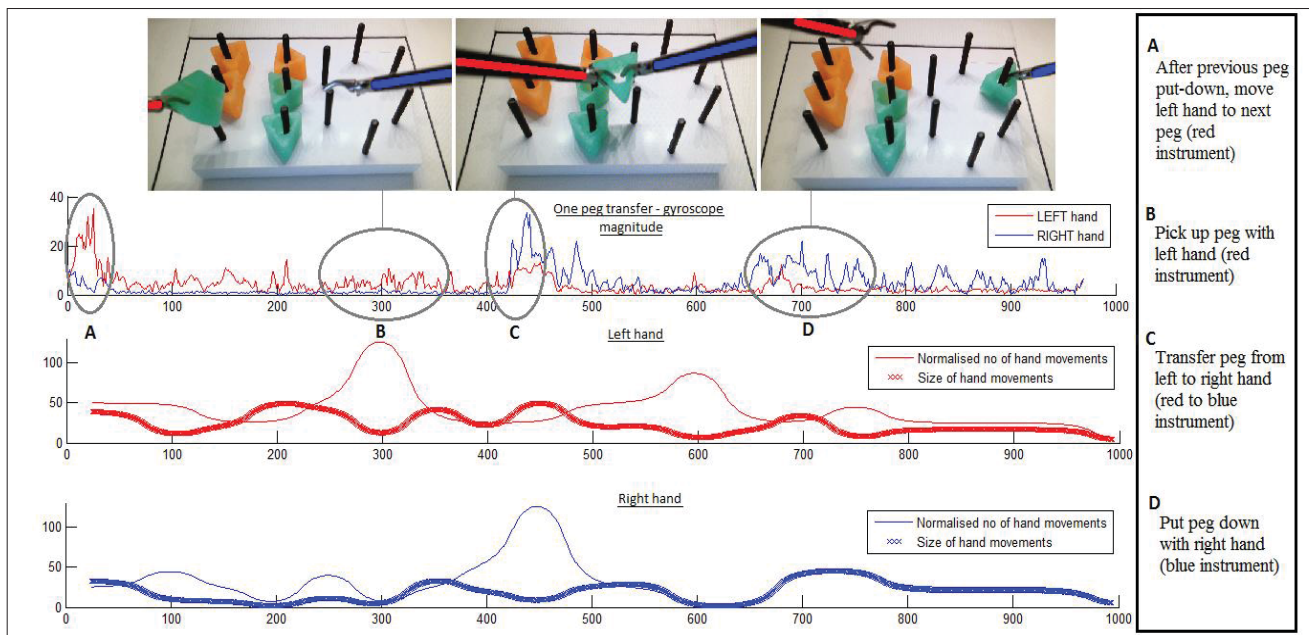 40
20
0
One peg transfer - gyroscope
magnitude
LEFT hand
RIGHT hand
100 200 300 400 500 600 700 800 900 1000
A B C D
Left hand
100
50
0
Normalised no of hand movements
Size of hand movements
0 100 200 300 400 500 600 700 800 900 1000
Right hand
100
50
0
Normalised no of hand movements
Size of hand movements
0 100 200 300 400 500 600 700 800 900 1000
A
After previous peg
put-down, move
left hand to next
peg (red
instrument)
B
Pick up peg with
left hand (red
instrument)
C
Transfer peg from
left to right hand
(red to blue
instrument)
D
Put peg down
with right hand
(blue instrument)